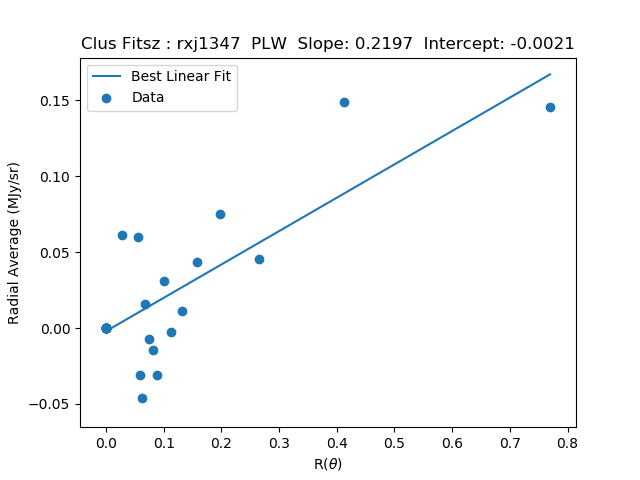 Clus Fitsz : rxj1347  PLW  Slope: 0.2197  Intercept: -0.0021
Best Linear Fit
Data
Radial Average (MJy/sr)
0.15
0.10
0.05
0.00
−0.05
0.0 0.1 0.2 0.3 0.4 0.5 0.6 0.7 0.8
R(θ)